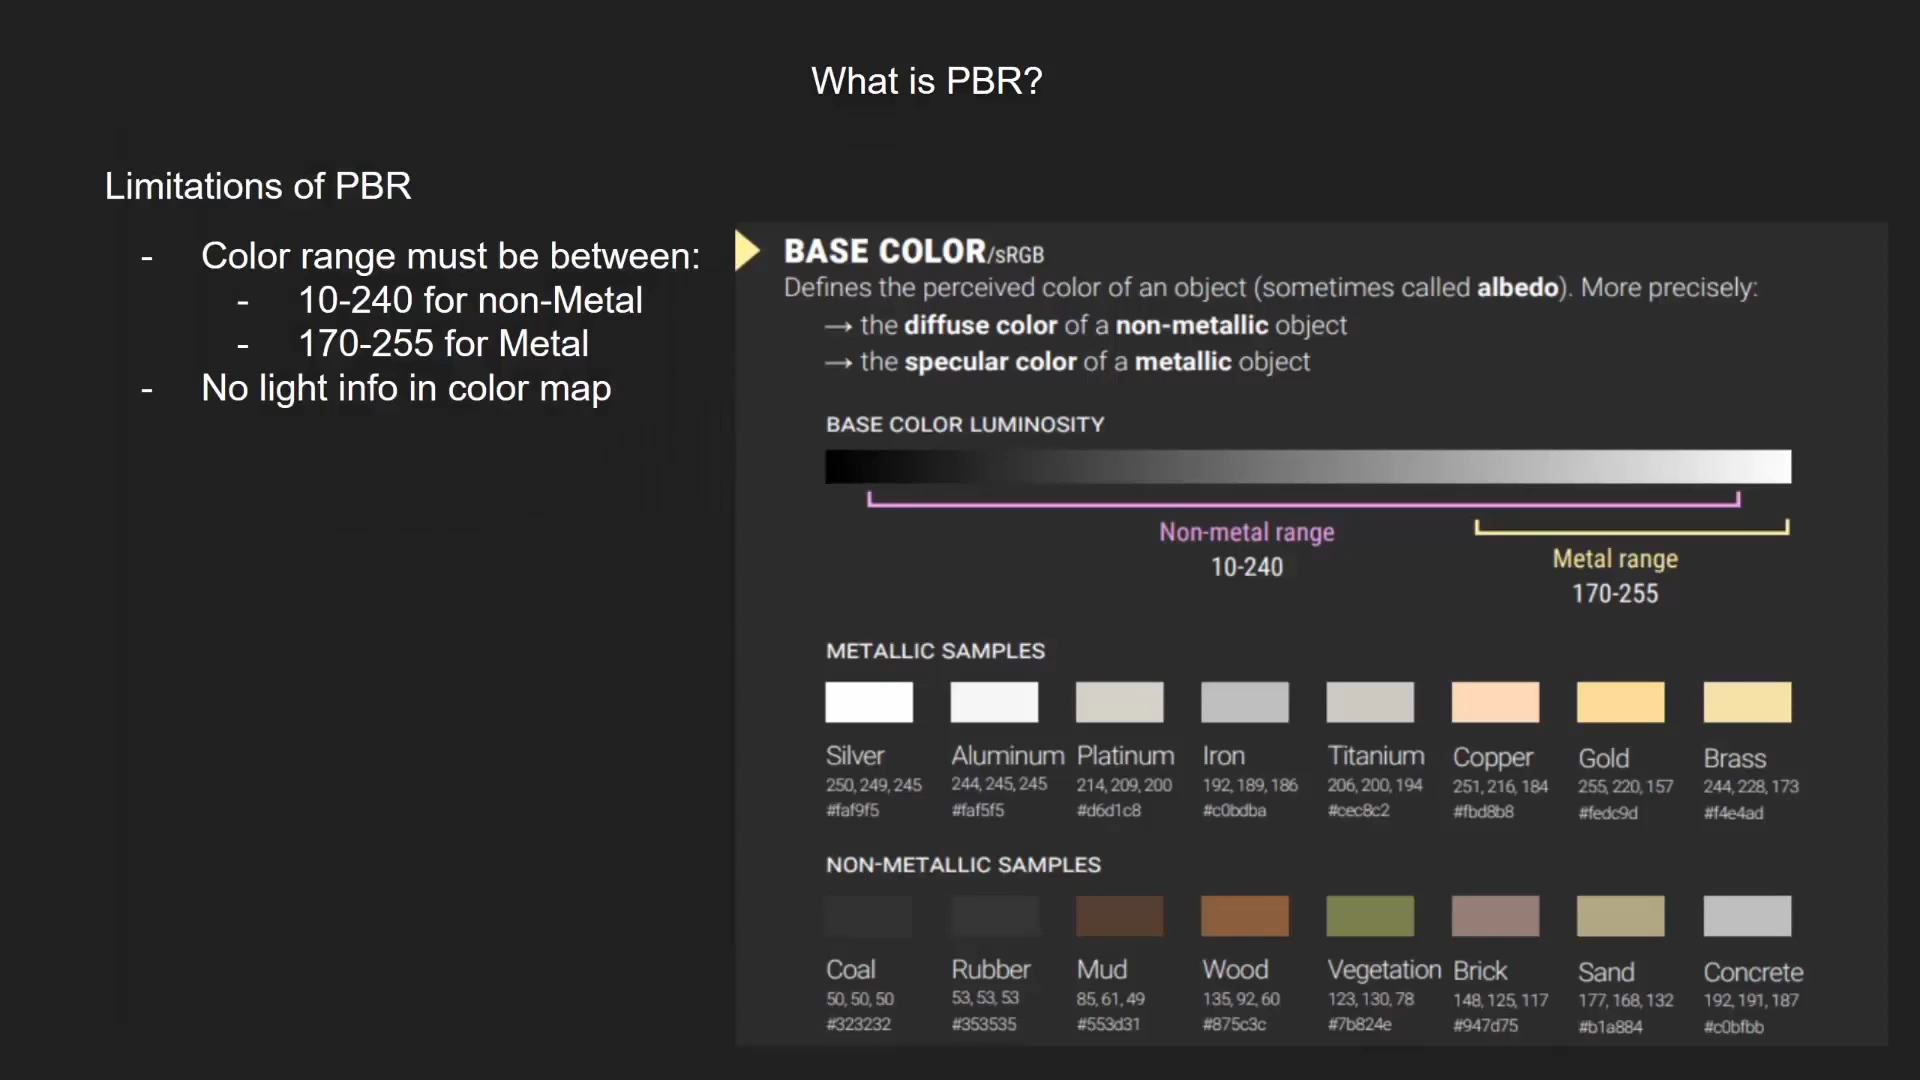 What is PBR?
Limitations of PBR
- Color range must be between:
- 10-240 for non-Metal
- 170-255 for Metal
- No light info in color map
BASE COLOR/sRGB
Defines the perceived color of an object (sometimes called albedo). More precisely:
→ the diffuse color of a non-metallic object
→ the specular color of a metallic object
BASE COLOR LUMINOSITY
Non-metal range
10-240
Metal range
170-255
METALLIC SAMPLES
Silver Aluminum Platinum Iron Titanium Copper Gold Brass
250, 249, 245 244, 245, 245 214, 209, 200 192, 189, 186 206, 200, 194 251, 216, 184 255, 220, 157 244, 228, 173
#faf9f5 #faf5f5 #d6d1c8 #c0bdba #cec8c2 #fbd8b8 #fedc9d #f4e4ad
NON-METALLIC SAMPLES
Coal Rubber Mud Wood Vegetation Brick Sand Concrete
50, 50, 50 53, 53, 53 85, 61, 49 135, 92, 60 123, 130, 78 148, 125, 117 177, 168, 132 192, 191, 187
#323232 #353535 #553d31 #875c3c #7b824e #947d75 #b1a884 #c0bfbb